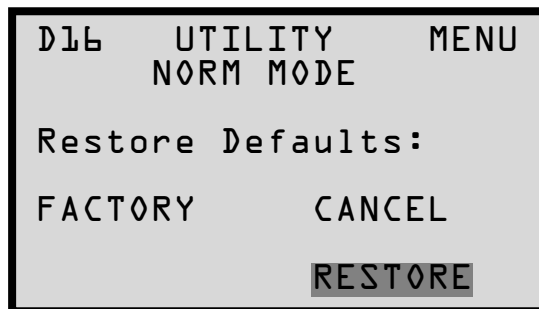 D16 UTILITY MENU
NORM MODE
Restore Defaults:
FACTORY CANCEL
RESTORE